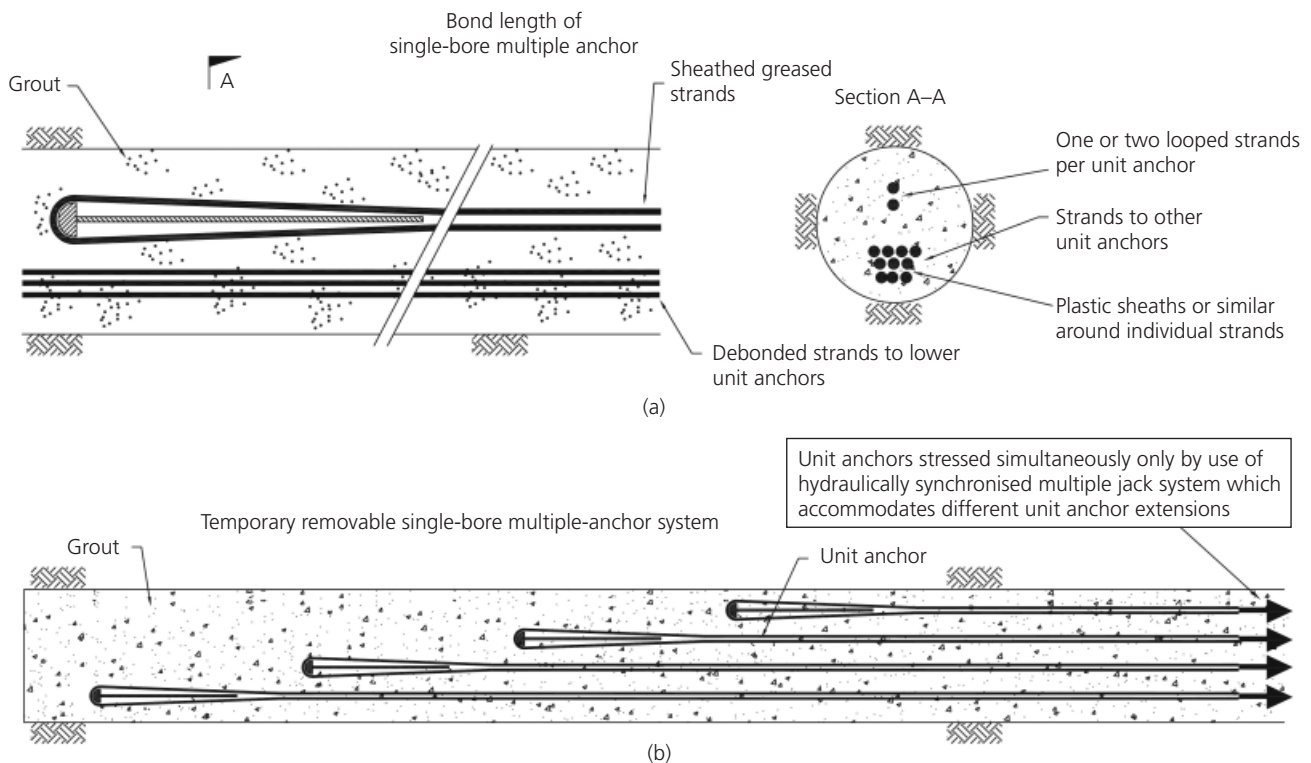 Bond length of
single-bore multiple anchor
A
Grout
Sheathed greased
strands
Section A–A
One or two looped strands
per unit anchor
Strands to other
unit anchors
Plastic sheaths or similar
around individual strands
Debonded strands to lower
unit anchors
(a)
Unit anchors stressed simultaneously only by use of
hydraulically synchronised multiple jack system which
accommodates different unit anchor extensions
Temporary removable single-bore multiple-anchor system
Grout
Unit anchor
(b)